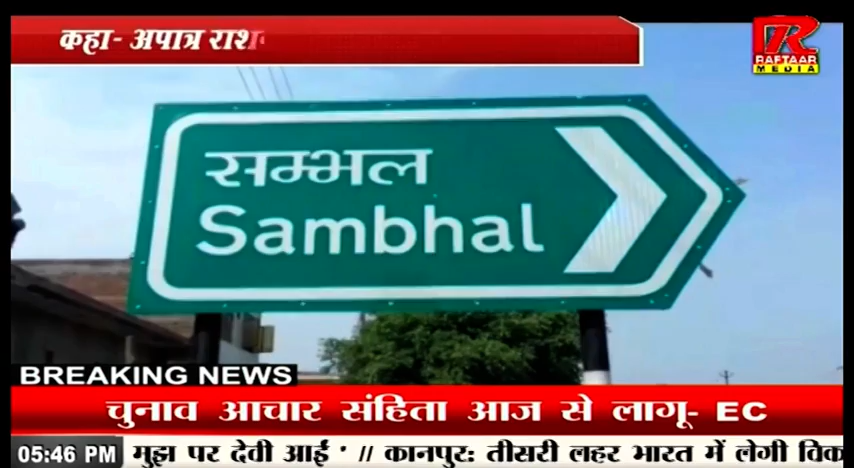 कहा- अपात्र राश
RAFTAAR
MEDIA
सम्भल
Sambhal
BREAKING NEWS
चुनाव आचार संहिता आज से लागू- EC
05:46 PM मुझ पर देवी आई ' // कानपुर: तीसरी लहर भारत में लेगी विक